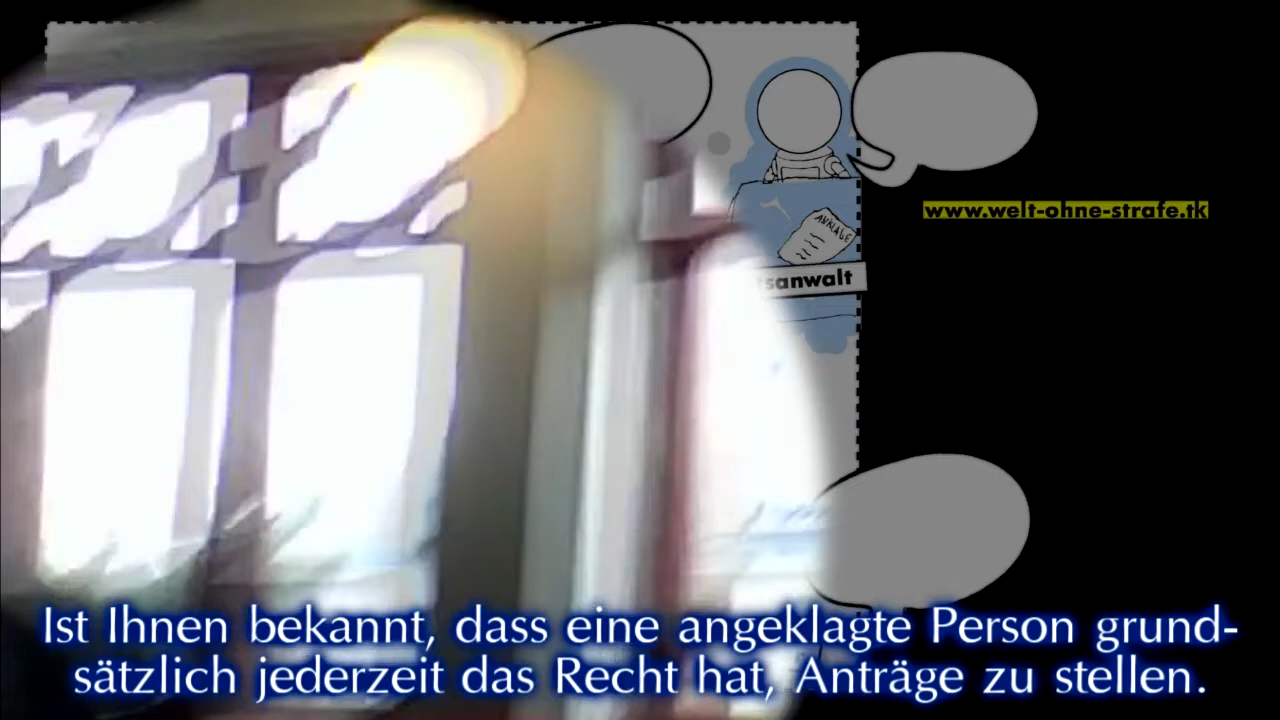 www.welt-ohne-strafe.tk
ANKLAGE
sanwalt
Ist Ihnen bekannt, dass eine angeklagte Person grund-
sätzlich jederzeit das Recht hat, Anträge zu stellen.